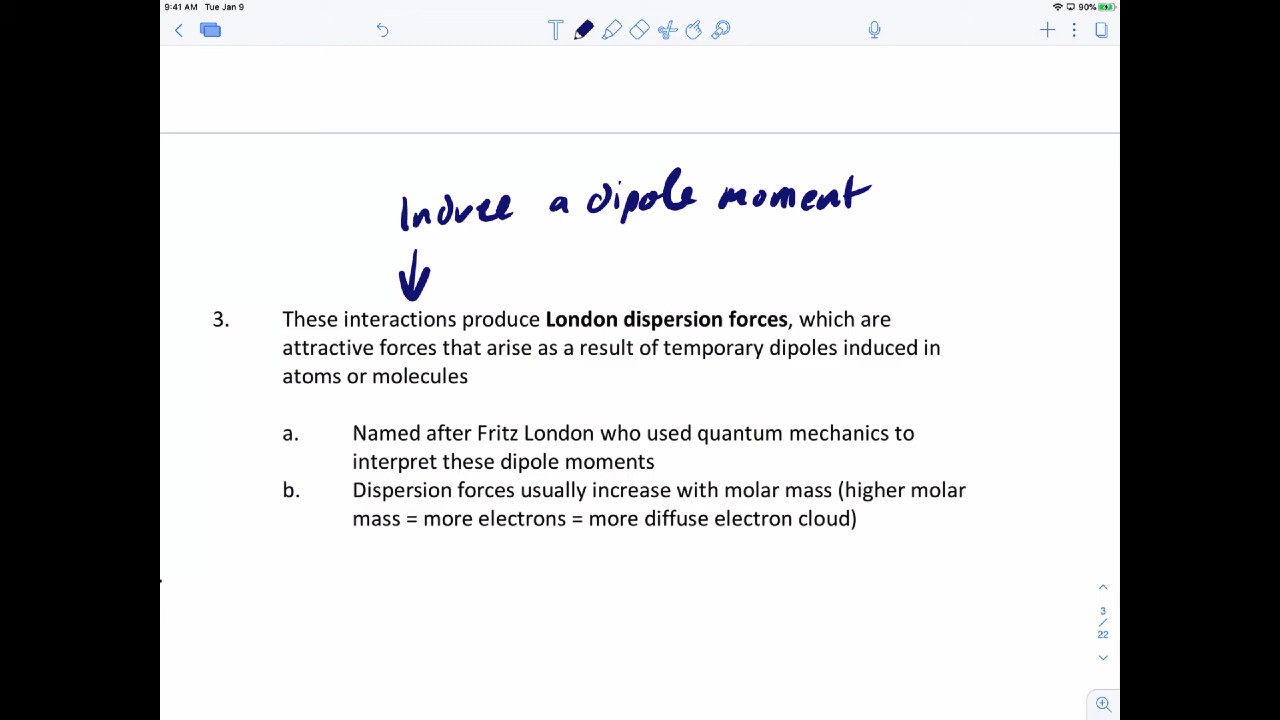 9:41 AM Tue Jan 9
90%
T
Induce a dipole moment
3. These interactions produce London dispersion forces, which are
attractive forces that arise as a result of temporary dipoles induced in
atoms or molecules
a. Named after Fritz London who used quantum mechanics to
interpret these dipole moments
b. Dispersion forces usually increase with molar mass (higher molar
mass = more electrons = more diffuse electron cloud)
3
/
22